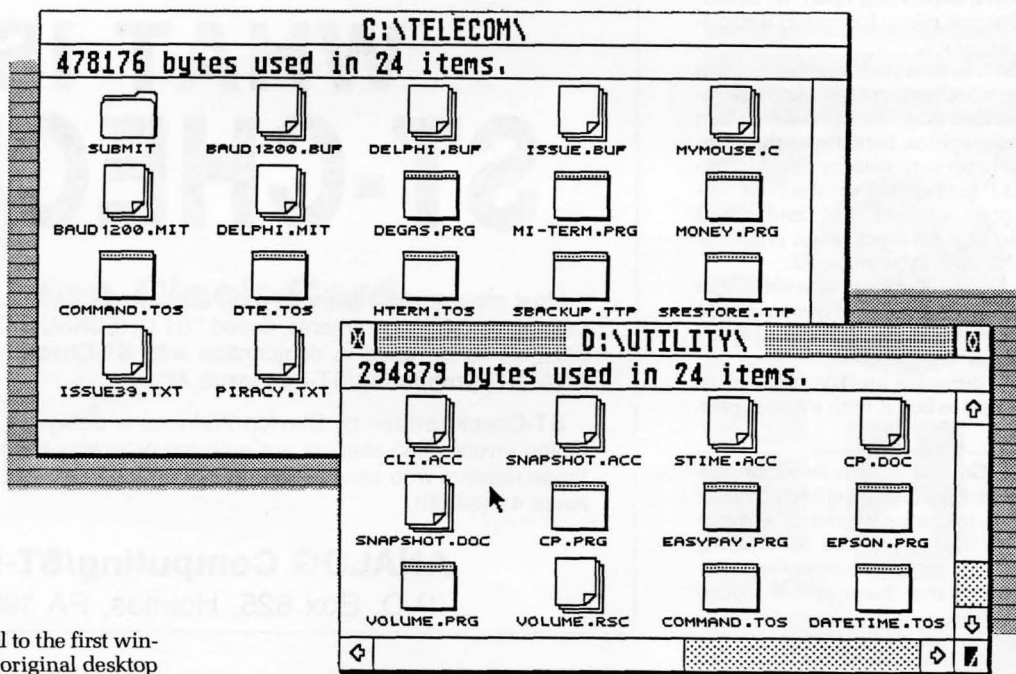 C:\TELECOM\
478176 bytes used in 24 items.
SUBMIT BAUD1200.BUF DELPHI.BUF ISSUE.BUF MYMOUSE.C
BAUD1200.MIT DELPHI.MIT DEGAS.PRG MI-TERM.PRG MONEY.PRG
COMMAND.TOS DTE.TOS HTERM.TOS SBACKUP.TTP SRESTORE.TTP
ISSUE39.TXT PIRACY.TXT
D:\UTILITY\
294879 bytes used in 24 items.
SNAPSHOT.ACC STIME.ACC CP.DOC
SNAPSHOT.DOC CP.PRG EASYPAY.PRG EPSON.PRG
VOLUME.PRG VOLUME.RSC COMMAND.TOS DATETIME.TOS
l to the first win-
original desktop